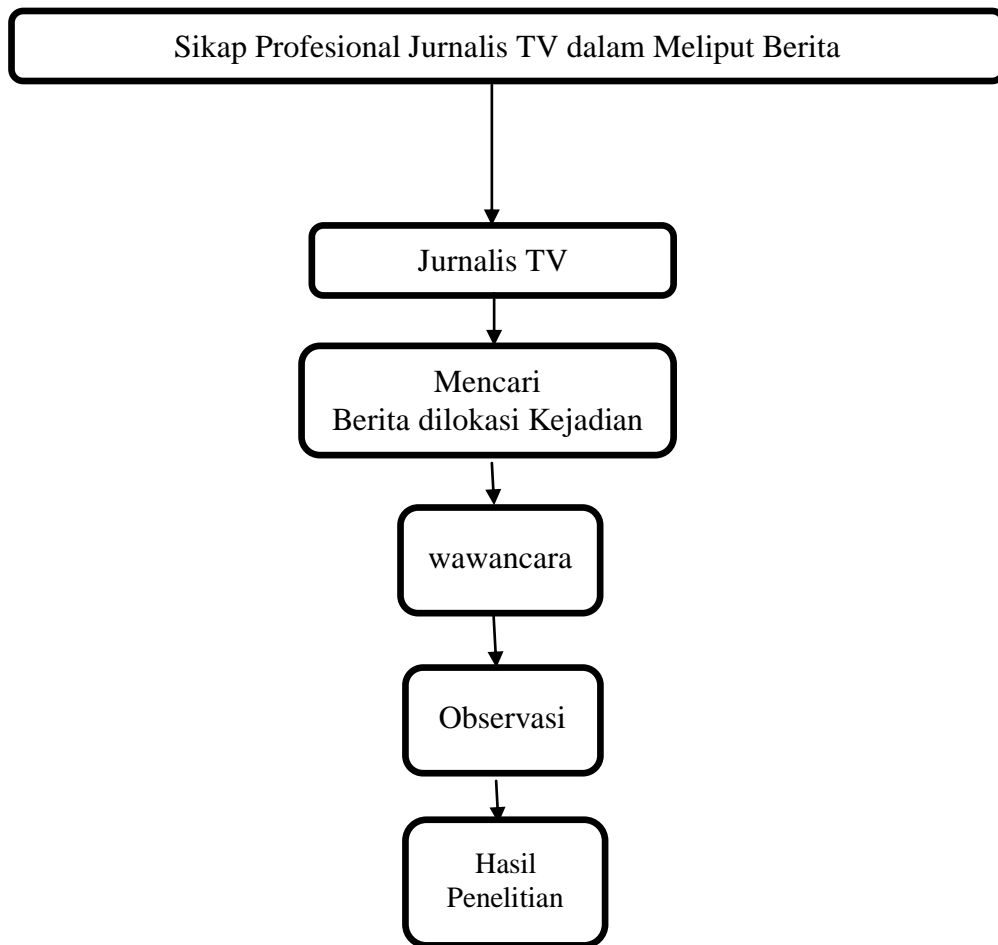 Sikap Profesional Jurnalis TV dalam Meliput Berita
Jurnalis TV
Mencari
Berita dilokasi Kejadian
wawancara
Observasi
Hasil
Penelitian